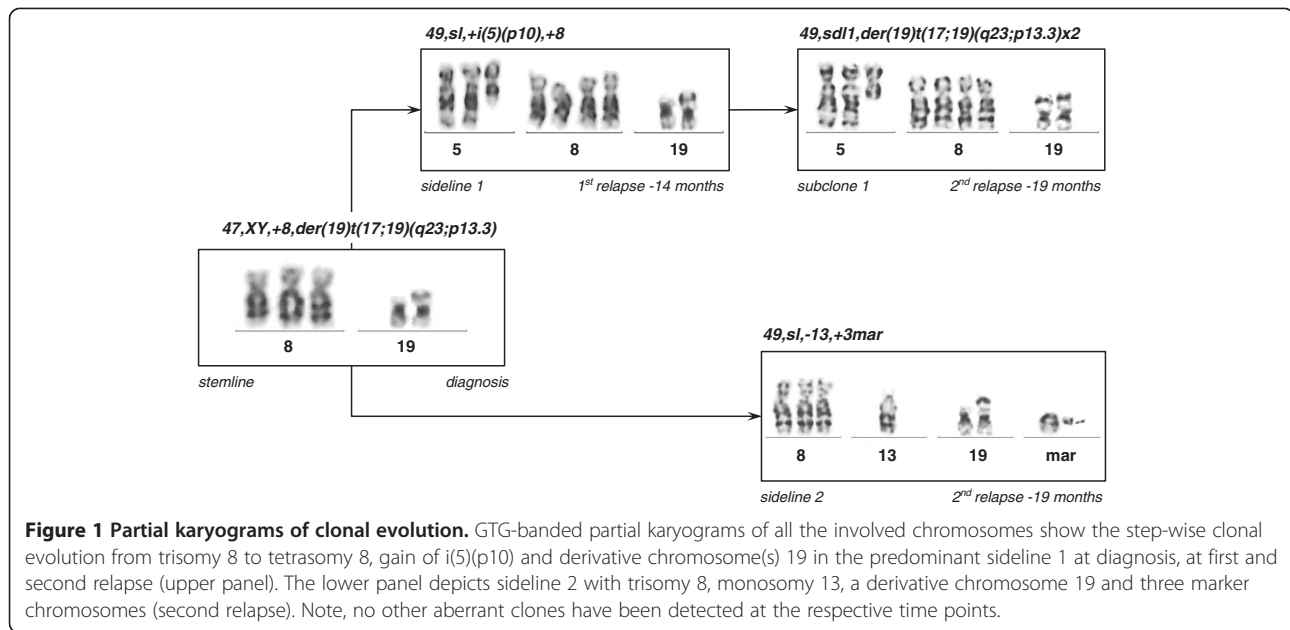 49,sl,+i(5)(p10),+8
5 8 19
sideline 1 1st relapse -14 months
49,sdl1,der(19)t(17;19)(q23;p13.3)x2
5 8 19
subclone 1 2nd relapse -19 months
47,XY,+8,der(19)t(17;19)(q23;p13.3)
8 19
stemline diagnosis
49,sl,-13,+3mar
8 13 19 mar
sideline 2 2nd relapse -19 months
Figure 1 Partial karyograms of clonal evolution. GTG-banded partial karyograms of all the involved chromosomes show the step-wise clonal
evolution from trisomy 8 to tetrasomy 8, gain of i(5)(p10) and derivative chromosome(s) 19 in the predominant sideline 1 at diagnosis, at first and
second relapse (upper panel). The lower panel depicts sideline 2 with trisomy 8, monosomy 13, a derivative chromosome 19 and three marker
chromosomes (second relapse). Note, no other aberrant clones have been detected at the respective time points.